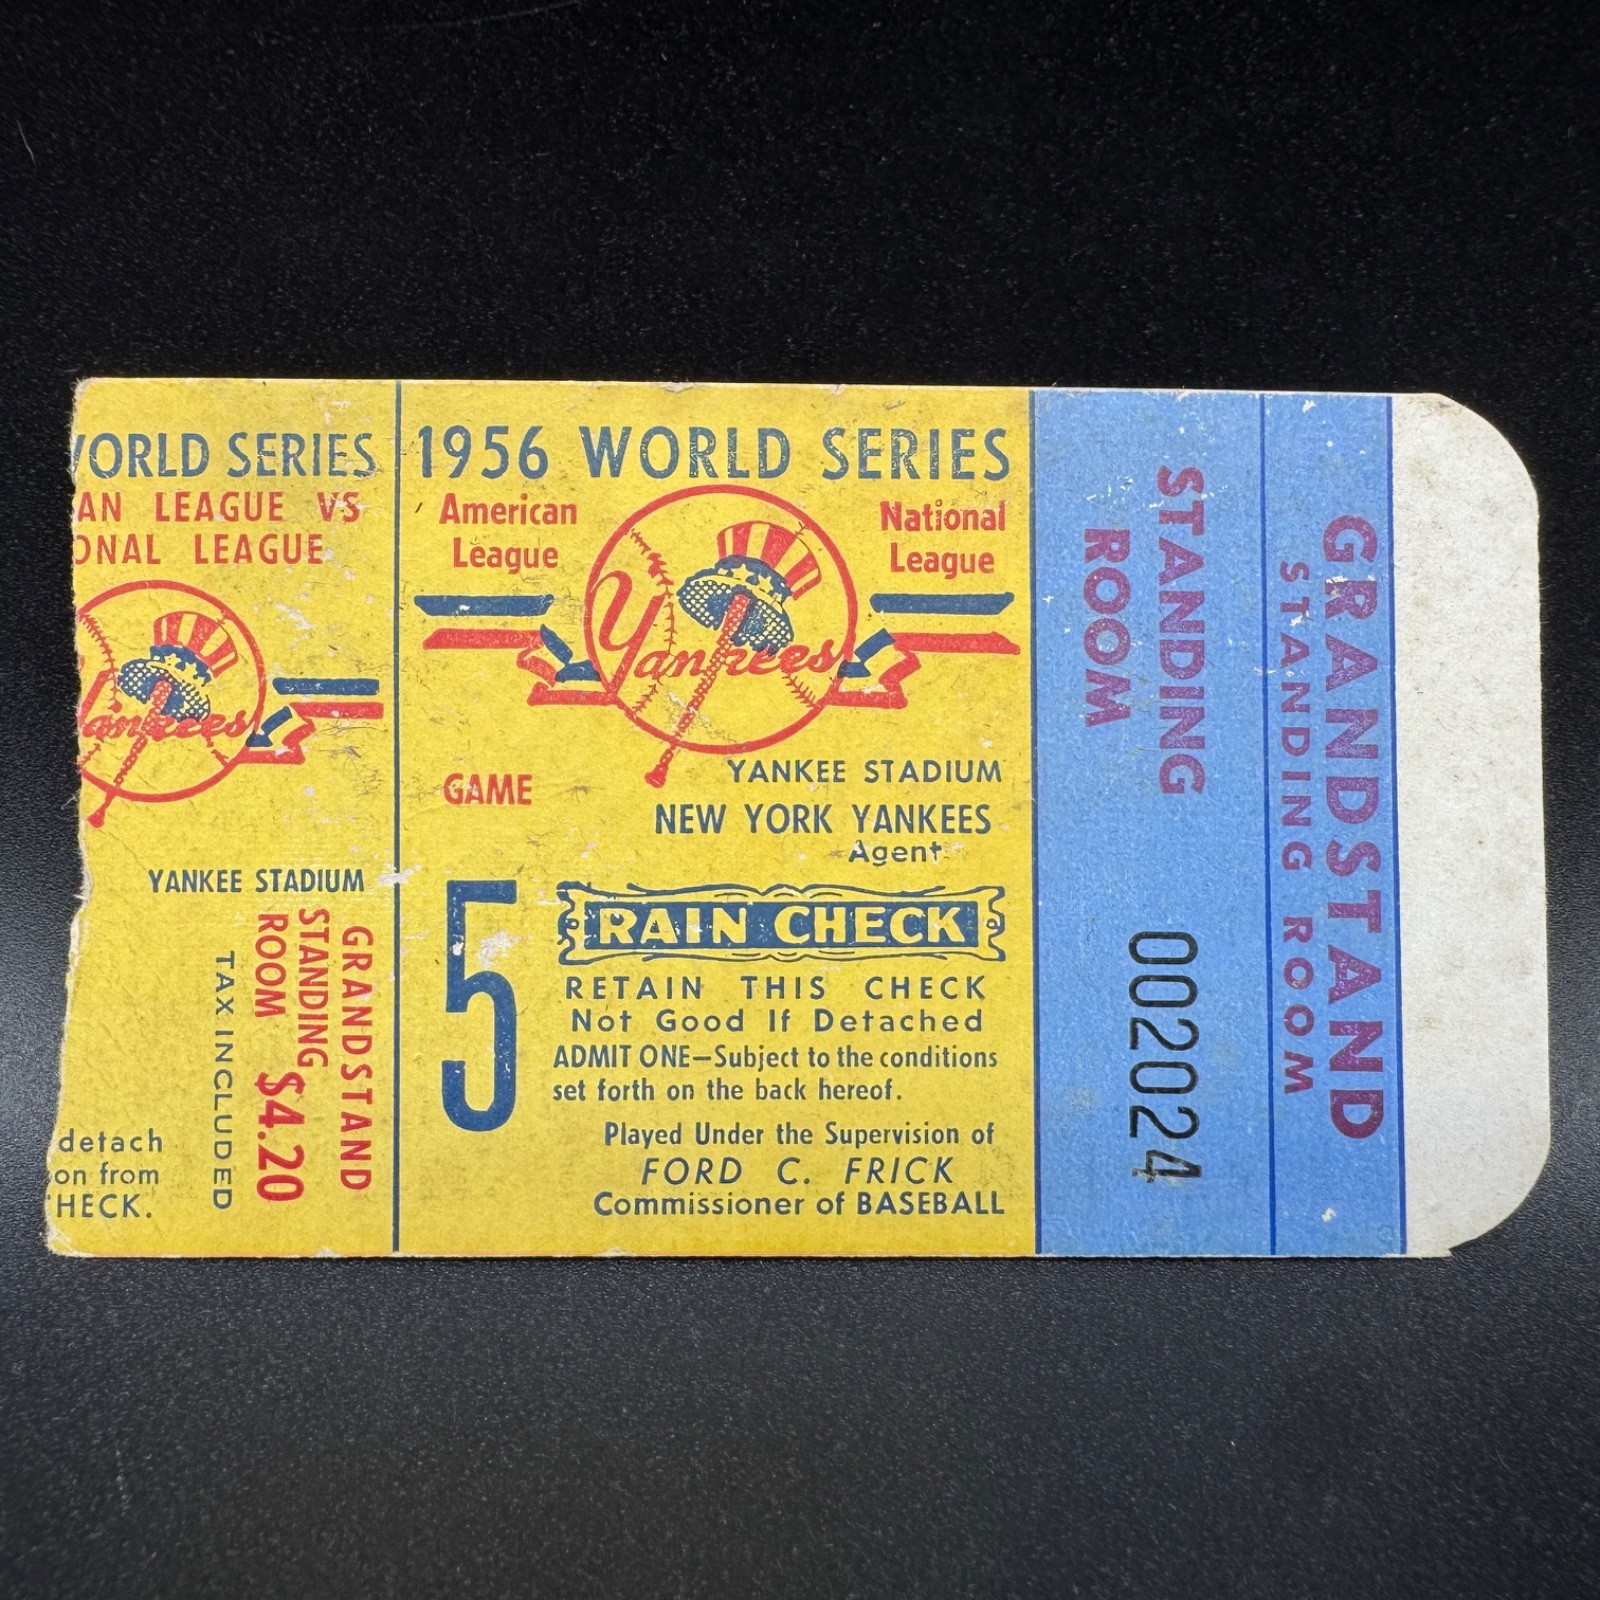 WORLD SERIES
AN LEAGUE VS
ONAL LEAGUE
Yankees
YANKEE STADIUM
GRANDSTAND
STANDING
ROOM $4.20
TAX INCLUDED
detach
on from
HECK.
1956 WORLD SERIES
American
League
National
League
Yankees
YANKEE STADIUM
NEW YORK YANKEES
Agent
GAME
5
RAIN CHECK
RETAIN THIS CHECK
Not Good If Detached
ADMIT ONE—Subject to the conditions
set forth on the back hereof.
Played Under the Supervision of
FORD C. FRICK
Commissioner of BASEBALL
STANDING
ROOM
002024
GRANDSTAND
STANDING ROOM